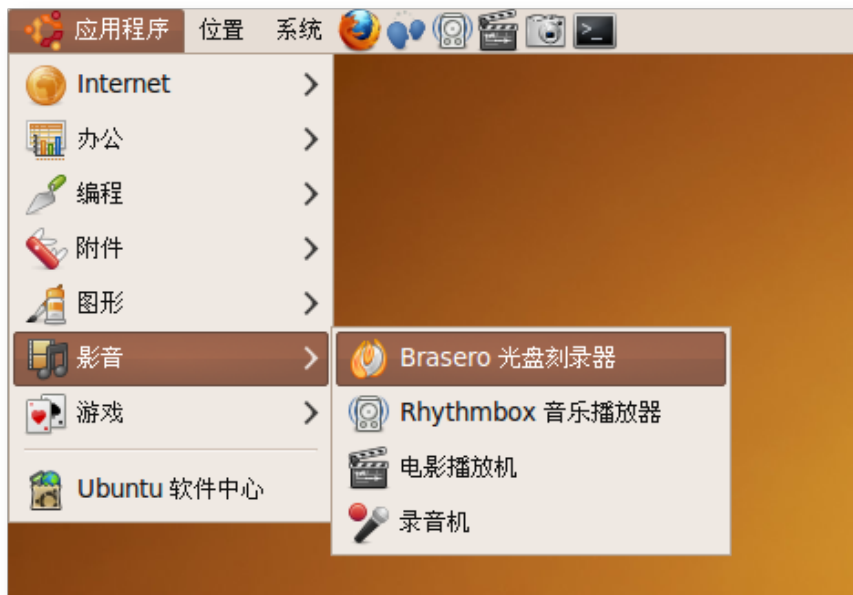 应用程序 位置 系统
Internet
办公
编程
附件
图形
影音
Brasero 光盘刻录器
游戏
Rhythmbox 音乐播放器
电影播放机
Ubuntu 软件中心
录音机